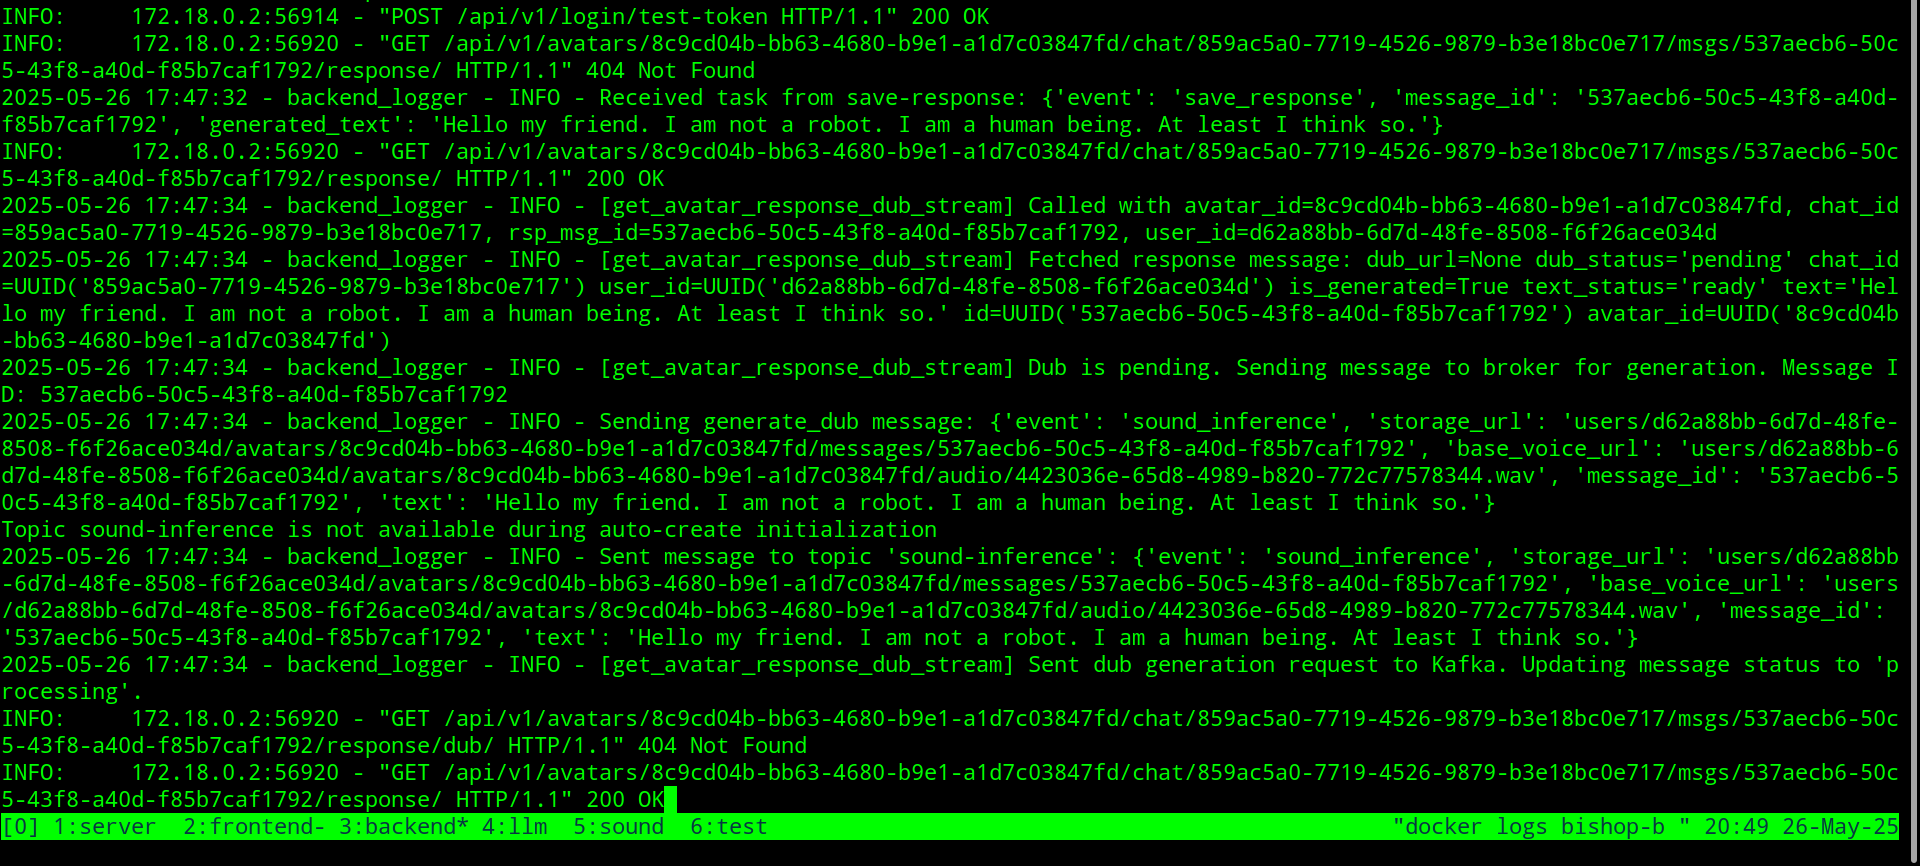 INFO:     172.18.0.2:56914 - "POST /api/v1/login/test-token HTTP/1.1" 200 OK
INFO:     172.18.0.2:56920 - "GET /api/v1/avatars/8c9cd04b-bb63-4680-b9e1-a1d7c03847fd/chat/859ac5a0-7719-4526-9879-b3e18bc0e717/msgs/537aecb6-50c
5-43f8-a40d-f85b7caf1792/response/ HTTP/1.1" 404 Not Found
2025-05-26 17:47:32 - backend_logger - INFO - Received task from save-response: {'event': 'save_response', 'message_id': '537aecb6-50c5-43f8-a40d-
f85b7caf1792', 'generated_text': 'Hello my friend. I am not a robot. I am a human being. At least I think so.'}
INFO:     172.18.0.2:56920 - "GET /api/v1/avatars/8c9cd04b-bb63-4680-b9e1-a1d7c03847fd/chat/859ac5a0-7719-4526-9879-b3e18bc0e717/msgs/537aecb6-50c
5-43f8-a40d-f85b7caf1792/response/ HTTP/1.1" 200 OK
2025-05-26 17:47:34 - backend_logger - INFO - [get_avatar_response_dub_stream] Called with avatar_id=8c9cd04b-bb63-4680-b9e1-a1d7c03847fd, chat_id
=859ac5a0-7719-4526-9879-b3e18bc0e717, rsp_msg_id=537aecb6-50c5-43f8-a40d-f85b7caf1792, user_id=d62a88bb-6d7d-48fe-8508-f6f26ace034d
2025-05-26 17:47:34 - backend_logger - INFO - [get_avatar_response_dub_stream] Fetched response message: dub_url=None dub_status='pending' chat_id
=UUID('859ac5a0-7719-4526-9879-b3e18bc0e717') user_id=UUID('d62a88bb-6d7d-48fe-8508-f6f26ace034d') is_generated=True text_status='ready' text='Hel
lo my friend. I am not a robot. I am a human being. At least I think so.' id=UUID('537aecb6-50c5-43f8-a40d-f85b7caf1792') avatar_id=UUID('8c9cd04b
-bb63-4680-b9e1-a1d7c03847fd')
2025-05-26 17:47:34 - backend_logger - INFO - [get_avatar_response_dub_stream] Dub is pending. Sending message to broker for generation. Message I
D: 537aecb6-50c5-43f8-a40d-f85b7caf1792
2025-05-26 17:47:34 - backend_logger - INFO - Sending generate_dub message: {'event': 'sound_inference', 'storage_url': 'users/d62a88bb-6d7d-48fe-
8508-f6f26ace034d/avatars/8c9cd04b-bb63-4680-b9e1-a1d7c03847fd/messages/537aecb6-50c5-43f8-a40d-f85b7caf1792', 'base_voice_url': 'users/d62a88bb-6
d7d-48fe-8508-f6f26ace034d/avatars/8c9cd04b-bb63-4680-b9e1-a1d7c03847fd/audio/4423036e-65d8-4989-b820-772c77578344.wav', 'message_id': '537aecb6-5
0c5-43f8-a40d-f85b7caf1792', 'text': 'Hello my friend. I am not a robot. I am a human being. At least I think so.'}
Topic sound-inference is not available during auto-create initialization
2025-05-26 17:47:34 - backend_logger - INFO - Sent message to topic 'sound-inference': {'event': 'sound_inference', 'storage_url': 'users/d62a88bb
-6d7d-48fe-8508-f6f26ace034d/avatars/8c9cd04b-bb63-4680-b9e1-a1d7c03847fd/messages/537aecb6-50c5-43f8-a40d-f85b7caf1792', 'base_voice_url': 'users
/d62a88bb-6d7d-48fe-8508-f6f26ace034d/avatars/8c9cd04b-bb63-4680-b9e1-a1d7c03847fd/audio/4423036e-65d8-4989-b820-772c77578344.wav', 'message_id':
'537aecb6-50c5-43f8-a40d-f85b7caf1792', 'text': 'Hello my friend. I am not a robot. I am a human being. At least I think so.'}
2025-05-26 17:47:34 - backend_logger - INFO - [get_avatar_response_dub_stream] Sent dub generation request to Kafka. Updating message status to 'p
rocessing'.
INFO:     172.18.0.2:56920 - "GET /api/v1/avatars/8c9cd04b-bb63-4680-b9e1-a1d7c03847fd/chat/859ac5a0-7719-4526-9879-b3e18bc0e717/msgs/537aecb6-50c
5-43f8-a40d-f85b7caf1792/response/dub/ HTTP/1.1" 404 Not Found
INFO:     172.18.0.2:56920 - "GET /api/v1/avatars/8c9cd04b-bb63-4680-b9e1-a1d7c03847fd/chat/859ac5a0-7719-4526-9879-b3e18bc0e717/msgs/537aecb6-50c
5-43f8-a40d-f85b7caf1792/response/ HTTP/1.1" 200 OK
[0] 1:server  2:frontend- 3:backend* 4:llm  5:sound  6:test "docker logs bishop-b " 20:49 26-May-25